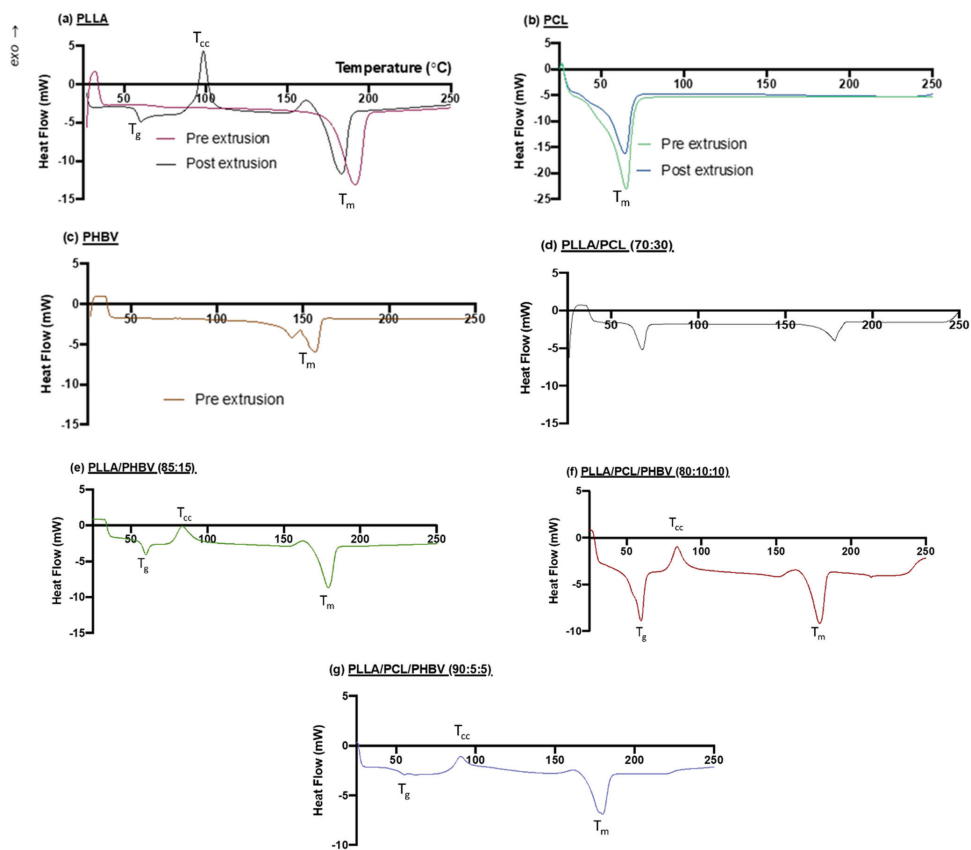 exo →
(a) PLLA
Heat Flow (mW)
Temperature (°C)
5
0
-5
-10
-15
50
100
150
200
250
Tcc
Tg
Tm
Pre extrusion
Post extrusion
(b) PCL
Heat Flow (mW)
5
0
-5
-10
-15
-20
-25
50
100
150
200
250
Tm
Pre extrusion
Post extrusion
(c) PHBV
Heat Flow (mW)
5
0
-5
-10
-15
50
100
150
200
250
Tm
Pre extrusion
(d) PLLA/PCL (70:30)
Heat Flow (mW)
5
0
-5
-10
-15
50
100
150
200
250
(e) PLLA/PHBV (85:15)
Heat Flow (mW)
5
0
-5
-10
-15
50
100
150
200
250
Tcc
Tg
Tm
(f) PLLA/PCL/PHBV (80:10:10)
Heat Flow (mW)
5
0
-5
-10
50
100
150
200
250
Tcc
Tg
Tm
(g) PLLA/PCL/PHBV (90:5:5)
Heat Flow (mW)
5
0
-5
-10
50
100
150
200
250
Tcc
Tg
Tm